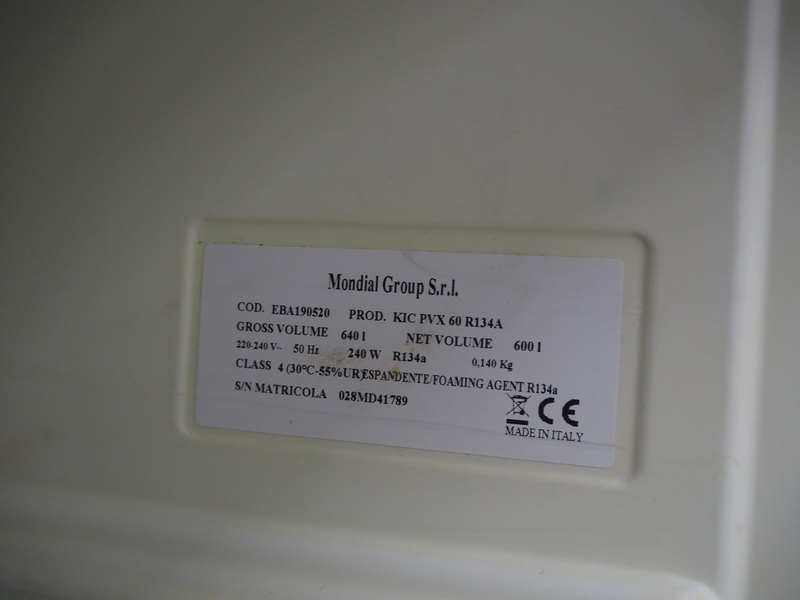 Mondial Group S.r.l.
COD. EBA190520 PROD. KIC PVX 60 R134A
GROSS VOLUME 640 l NET VOLUME 600 l
220-240 V~ 50 Hz 240 W R134a 0,140 Kg
CLASS 4 (30°C-55%UR) ESPANDENTE/FOAMING AGENT R134a
S/N MATRICOLA 028MD41789
CE
MADE IN ITALY